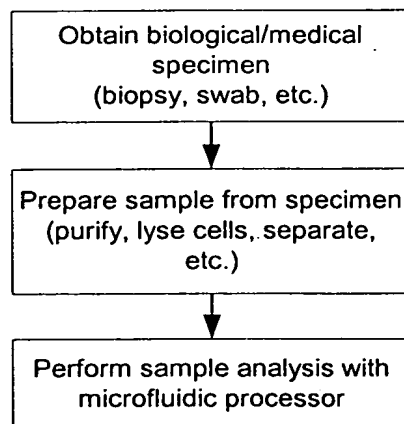 Obtain biological/medical
specimen
(biopsy, swab, etc.)
Prepare sample from specimen
(purify, lyse cells, separate,
etc.)
Perform sample analysis with
microfluidic processor